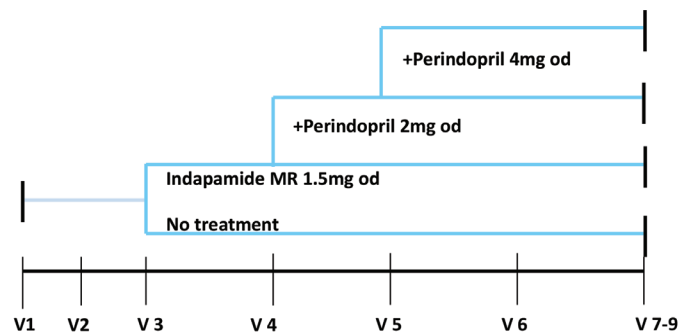 +Perindopril 4mg od
+Perindopril 2mg od
Indapamide MR 1.5mg od
No treatment
V1 V2 V 3 V 4 V 5 V 6 V 7-9